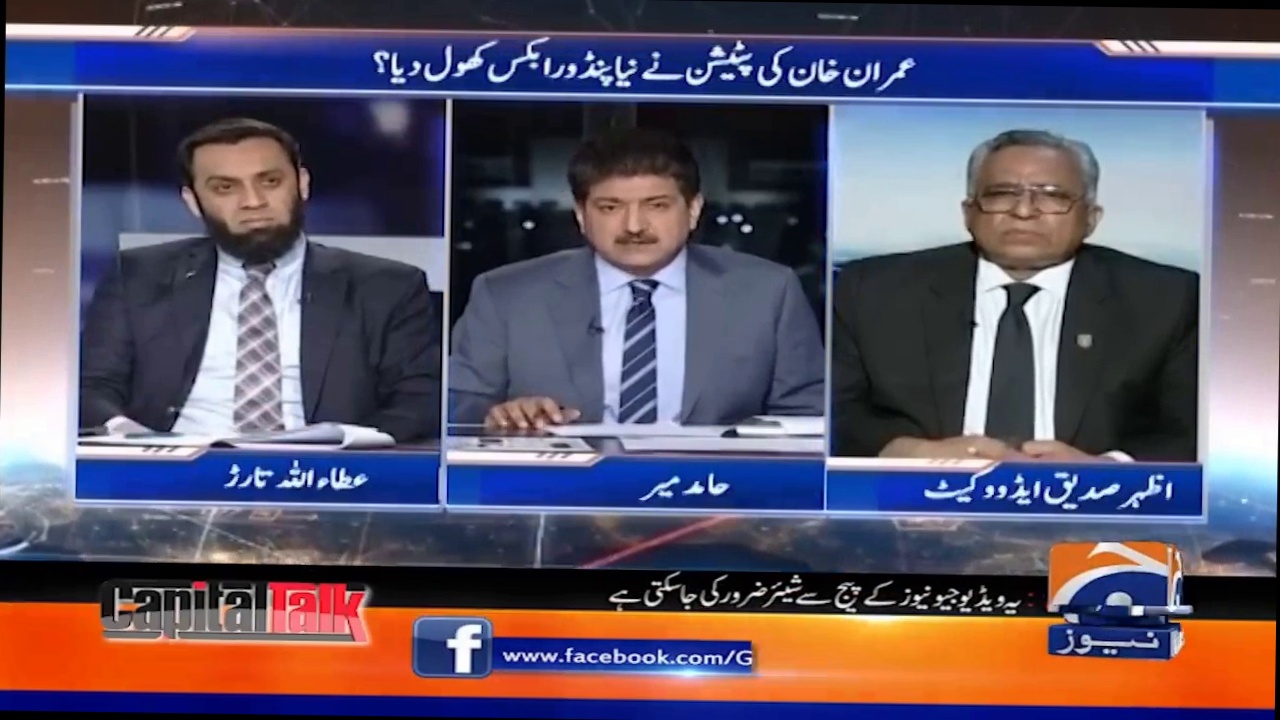 عمران خان کی پٹیشن نے نیا پنڈورا بکس کھول دیا؟
عطاء اللہ تارڑ
حامد میر
اظہر صدیق ایڈووکیٹ
: یہ ویڈیو جیو نیوز کے پیج سے شیئر ضرور کی جاسکتی ہے
Capital Talk
www.facebook.com/G
نیوز